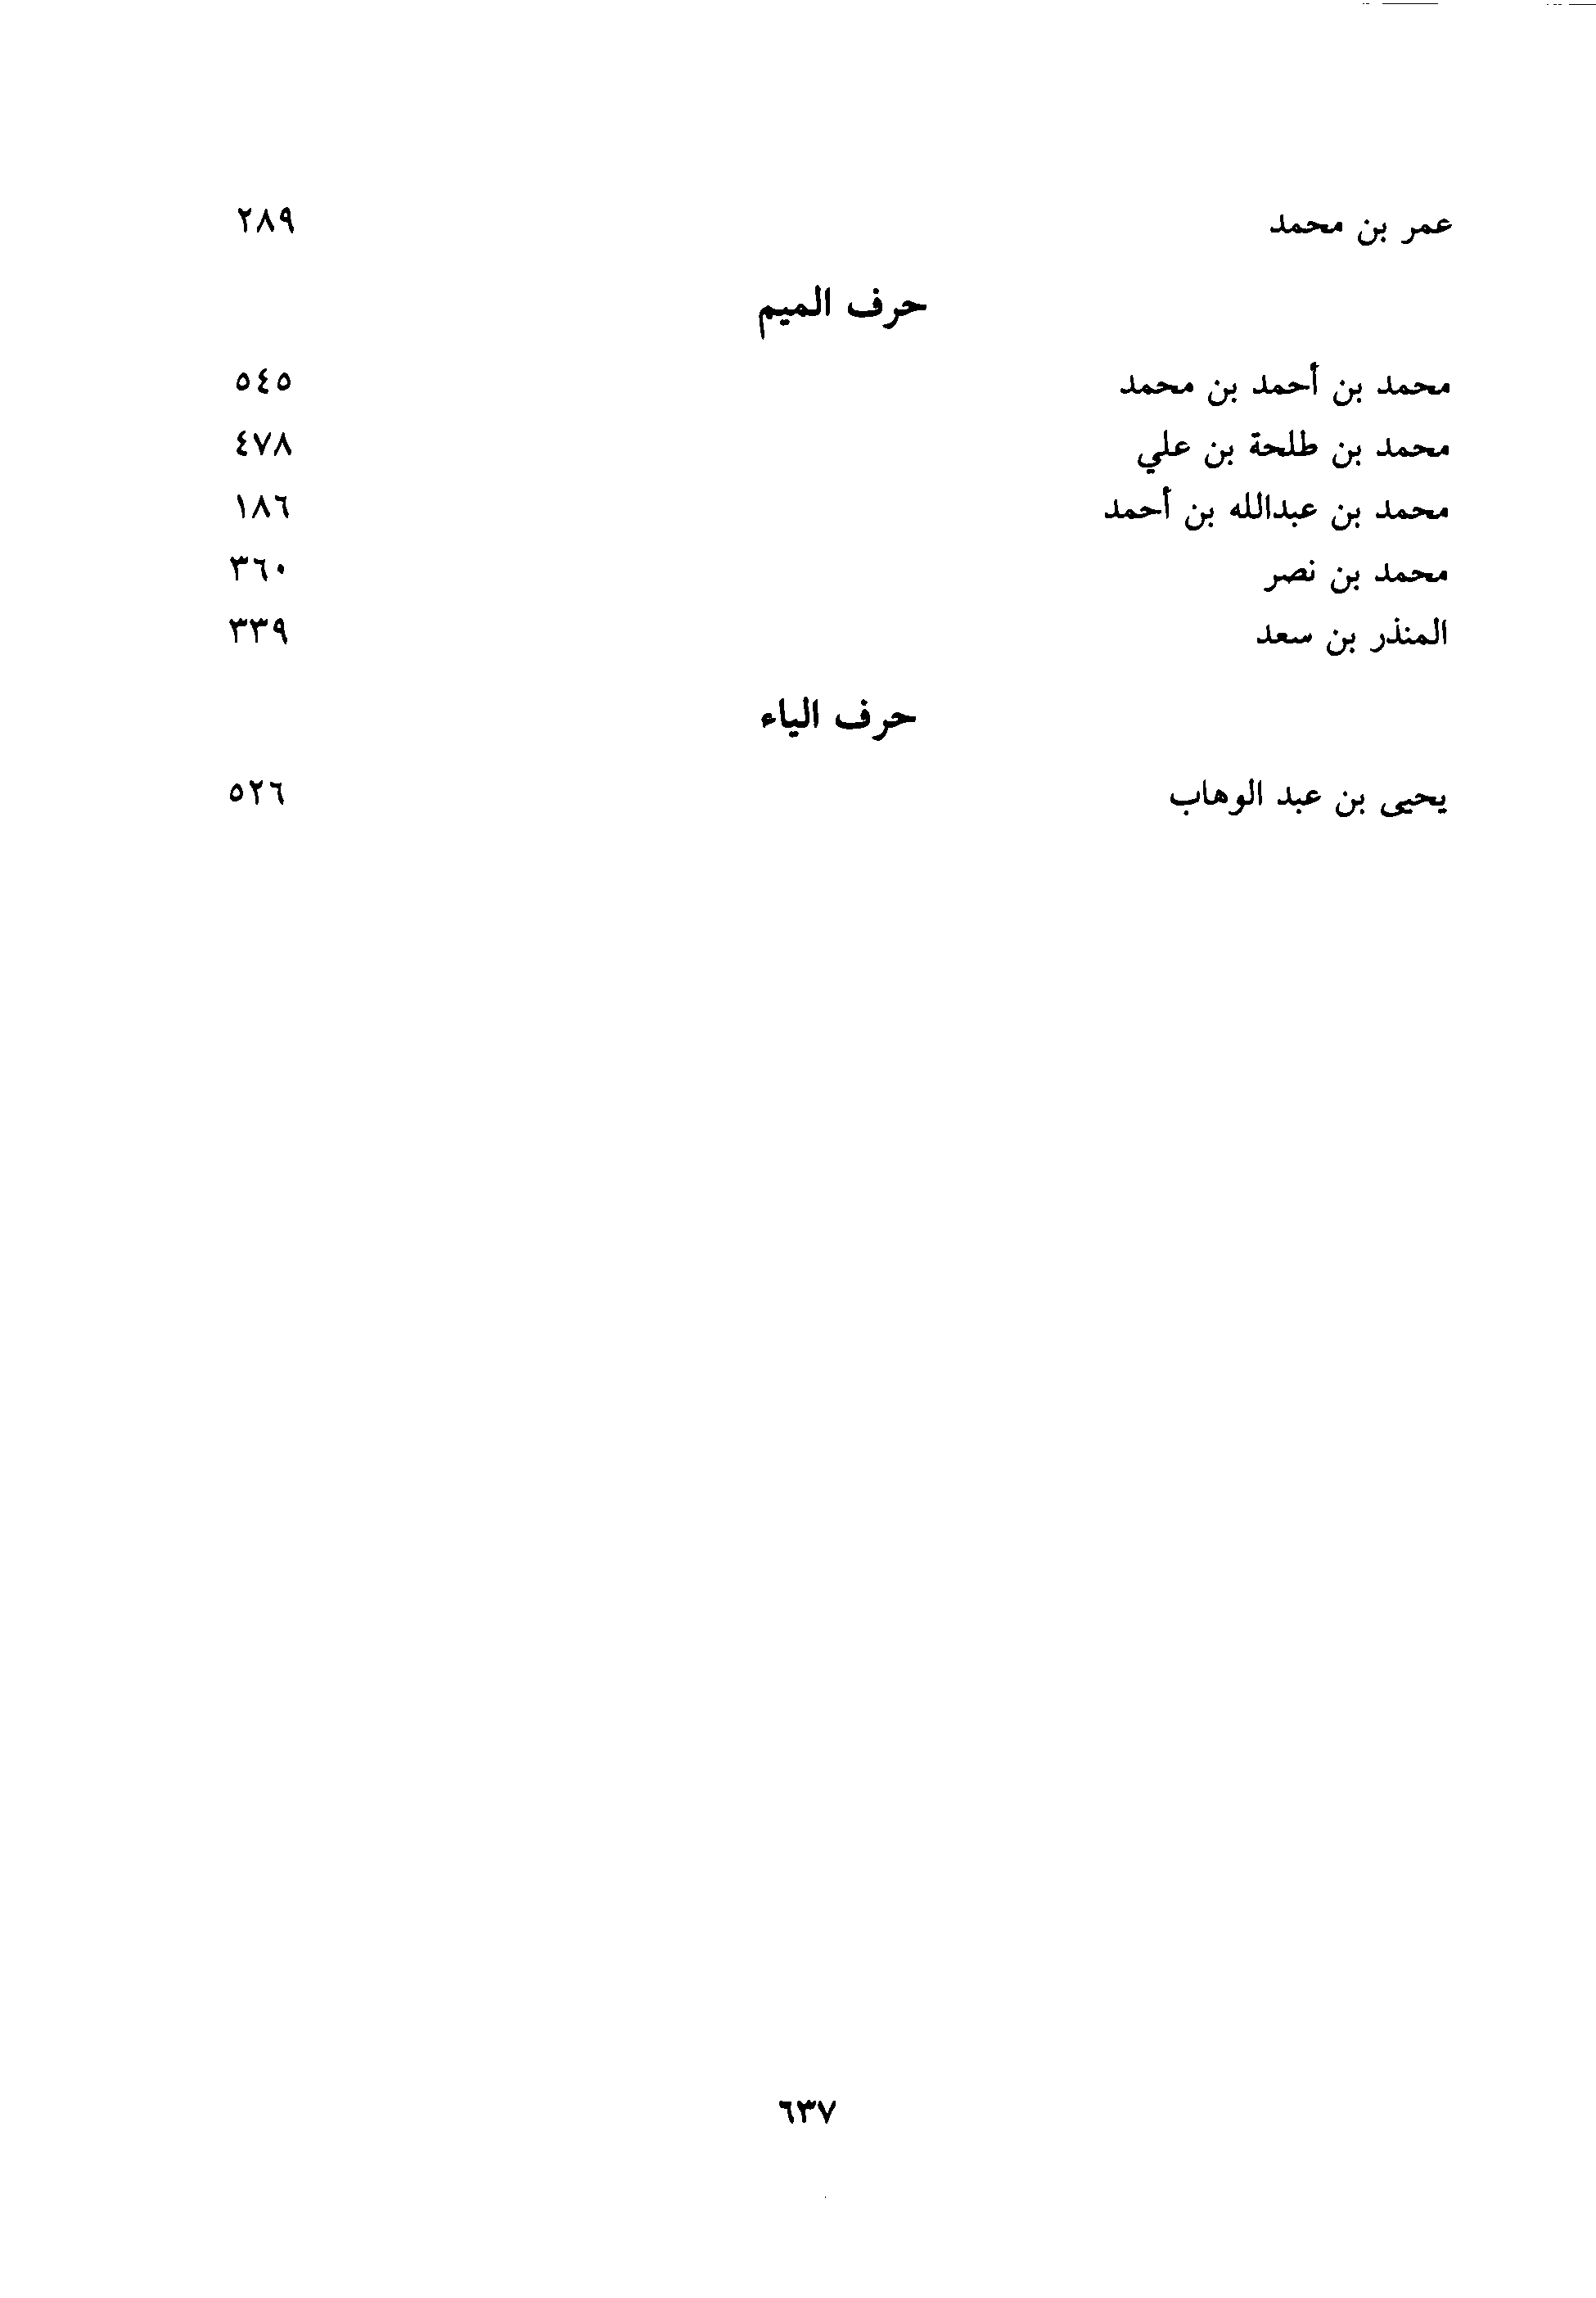 عمر بن محمد ٢٨٩
حرف الميم
محمد بن أحمد بن محمد ٥٤٥
محمد بن طلحة بن علي ٤٧٨
محمد بن عبدالله بن أحمد ١٨٦
محمد بن نصر ٣٦٠
المنذر بن سعد ٣٣٩
حرف الياء
يحيى بن عبد الوهاب ٥٢٦
٦٣٧